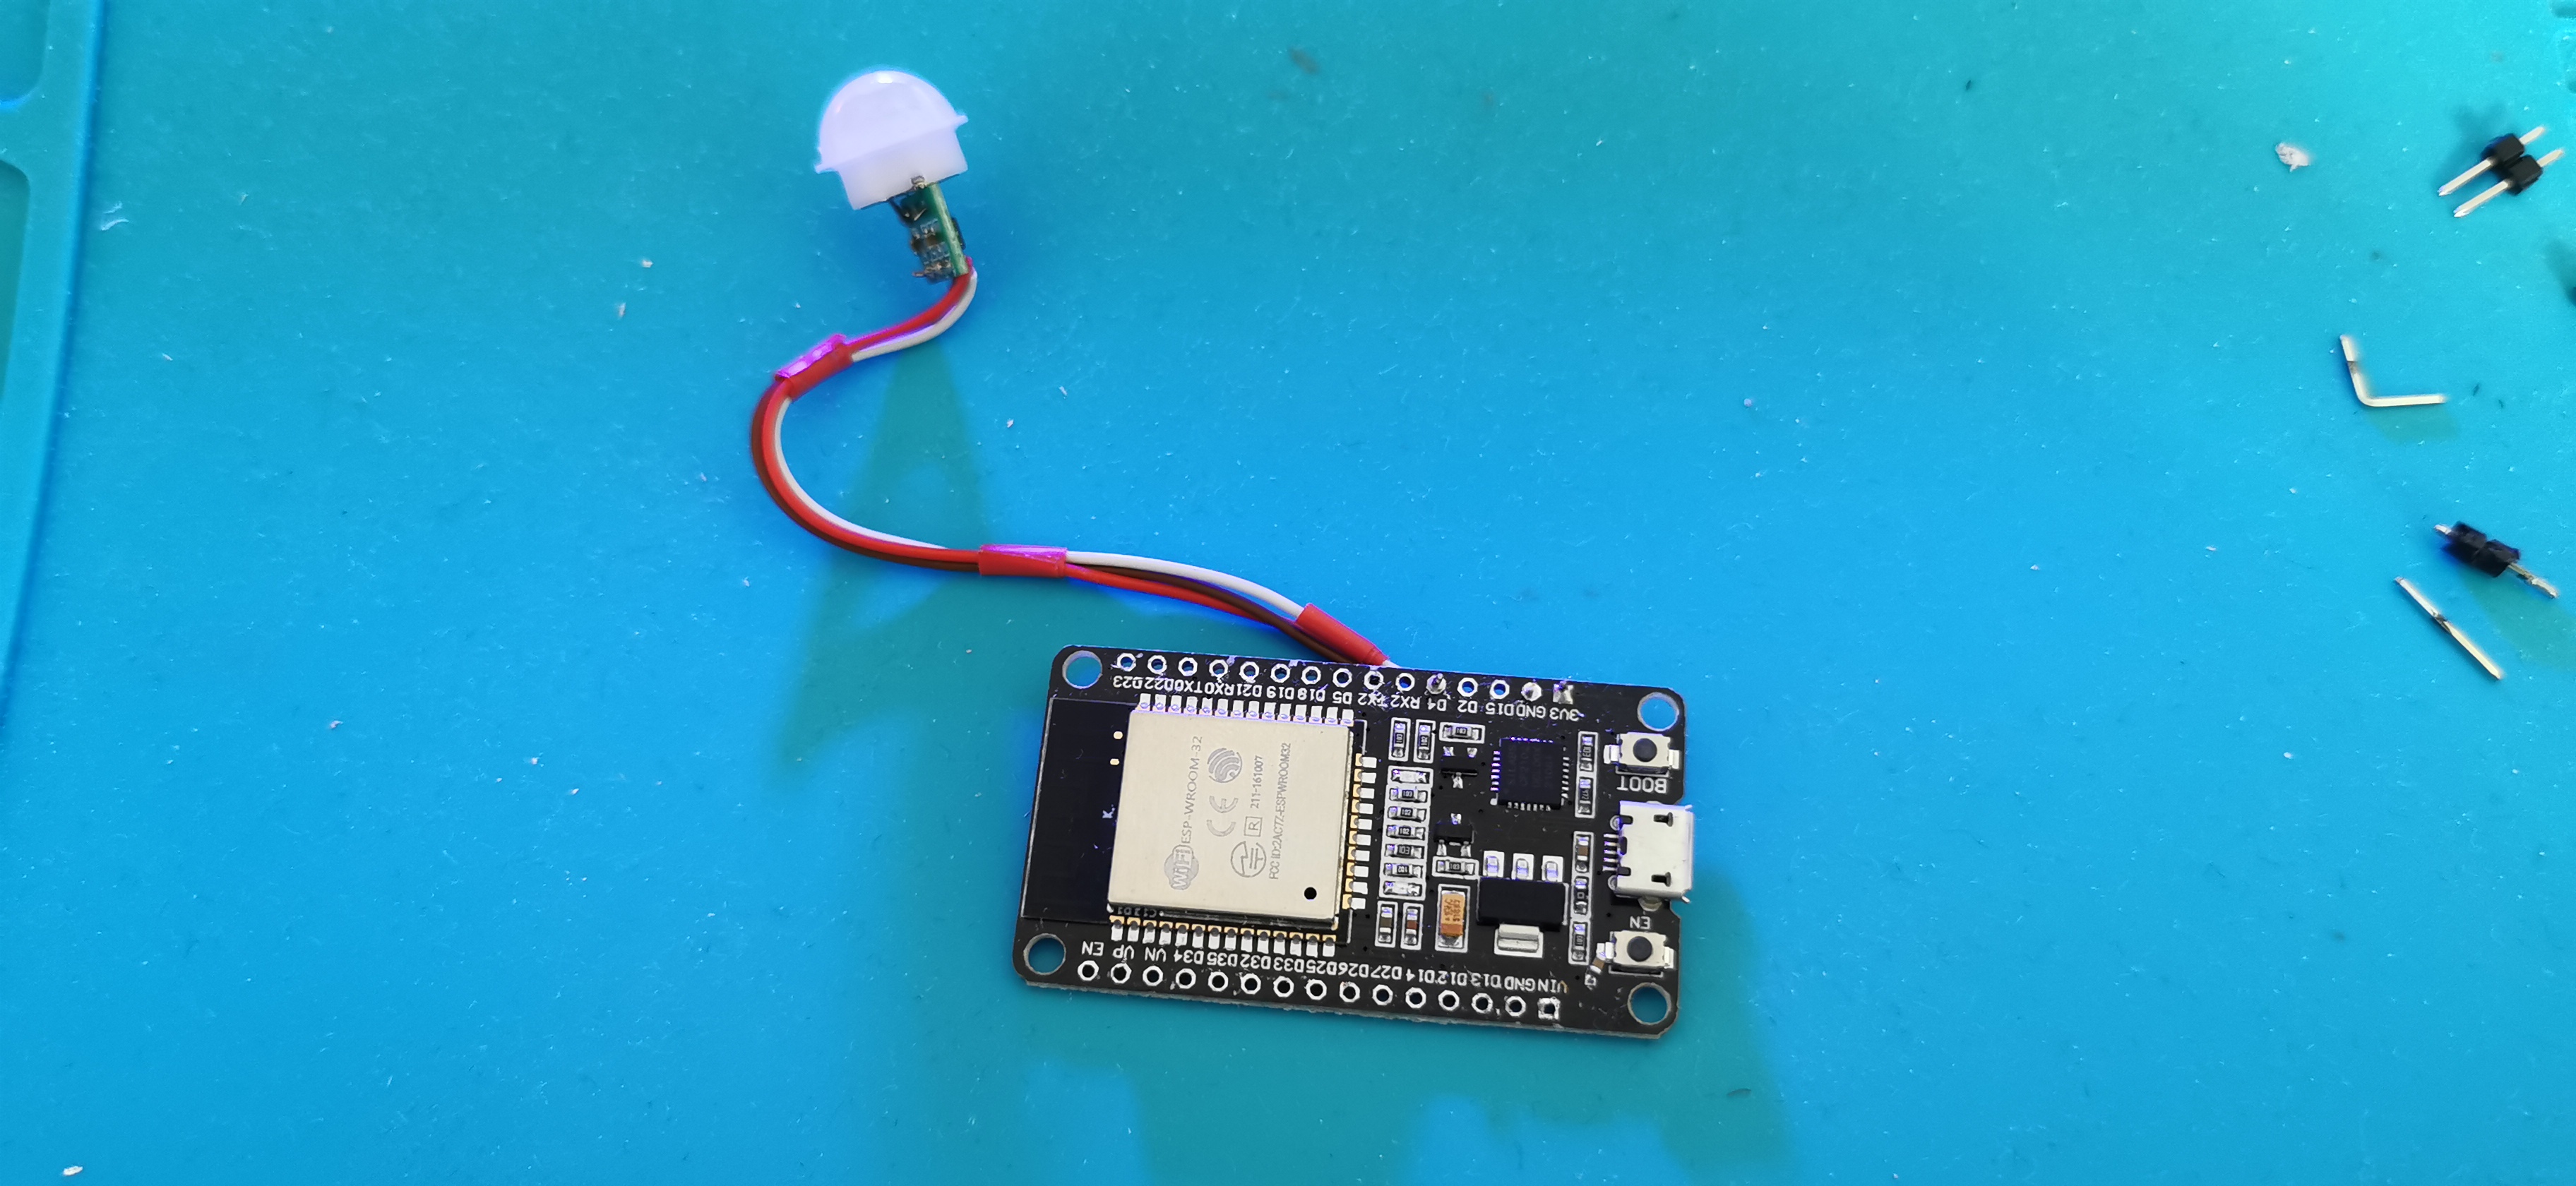 3V3 GND D15 D2 D4 RX2 TX2 D5 D18 D19 D21 RX0 TX0 D22 D23
BOOT
WiFi ESP-WROOM-32
CE
R 211-161007
FCC ID:2AC7Z-ESPWROOM32
EN
EN VP VN D34 D35 D32 D33 D25 D26 D27 D14 D12 D13 GND VIN